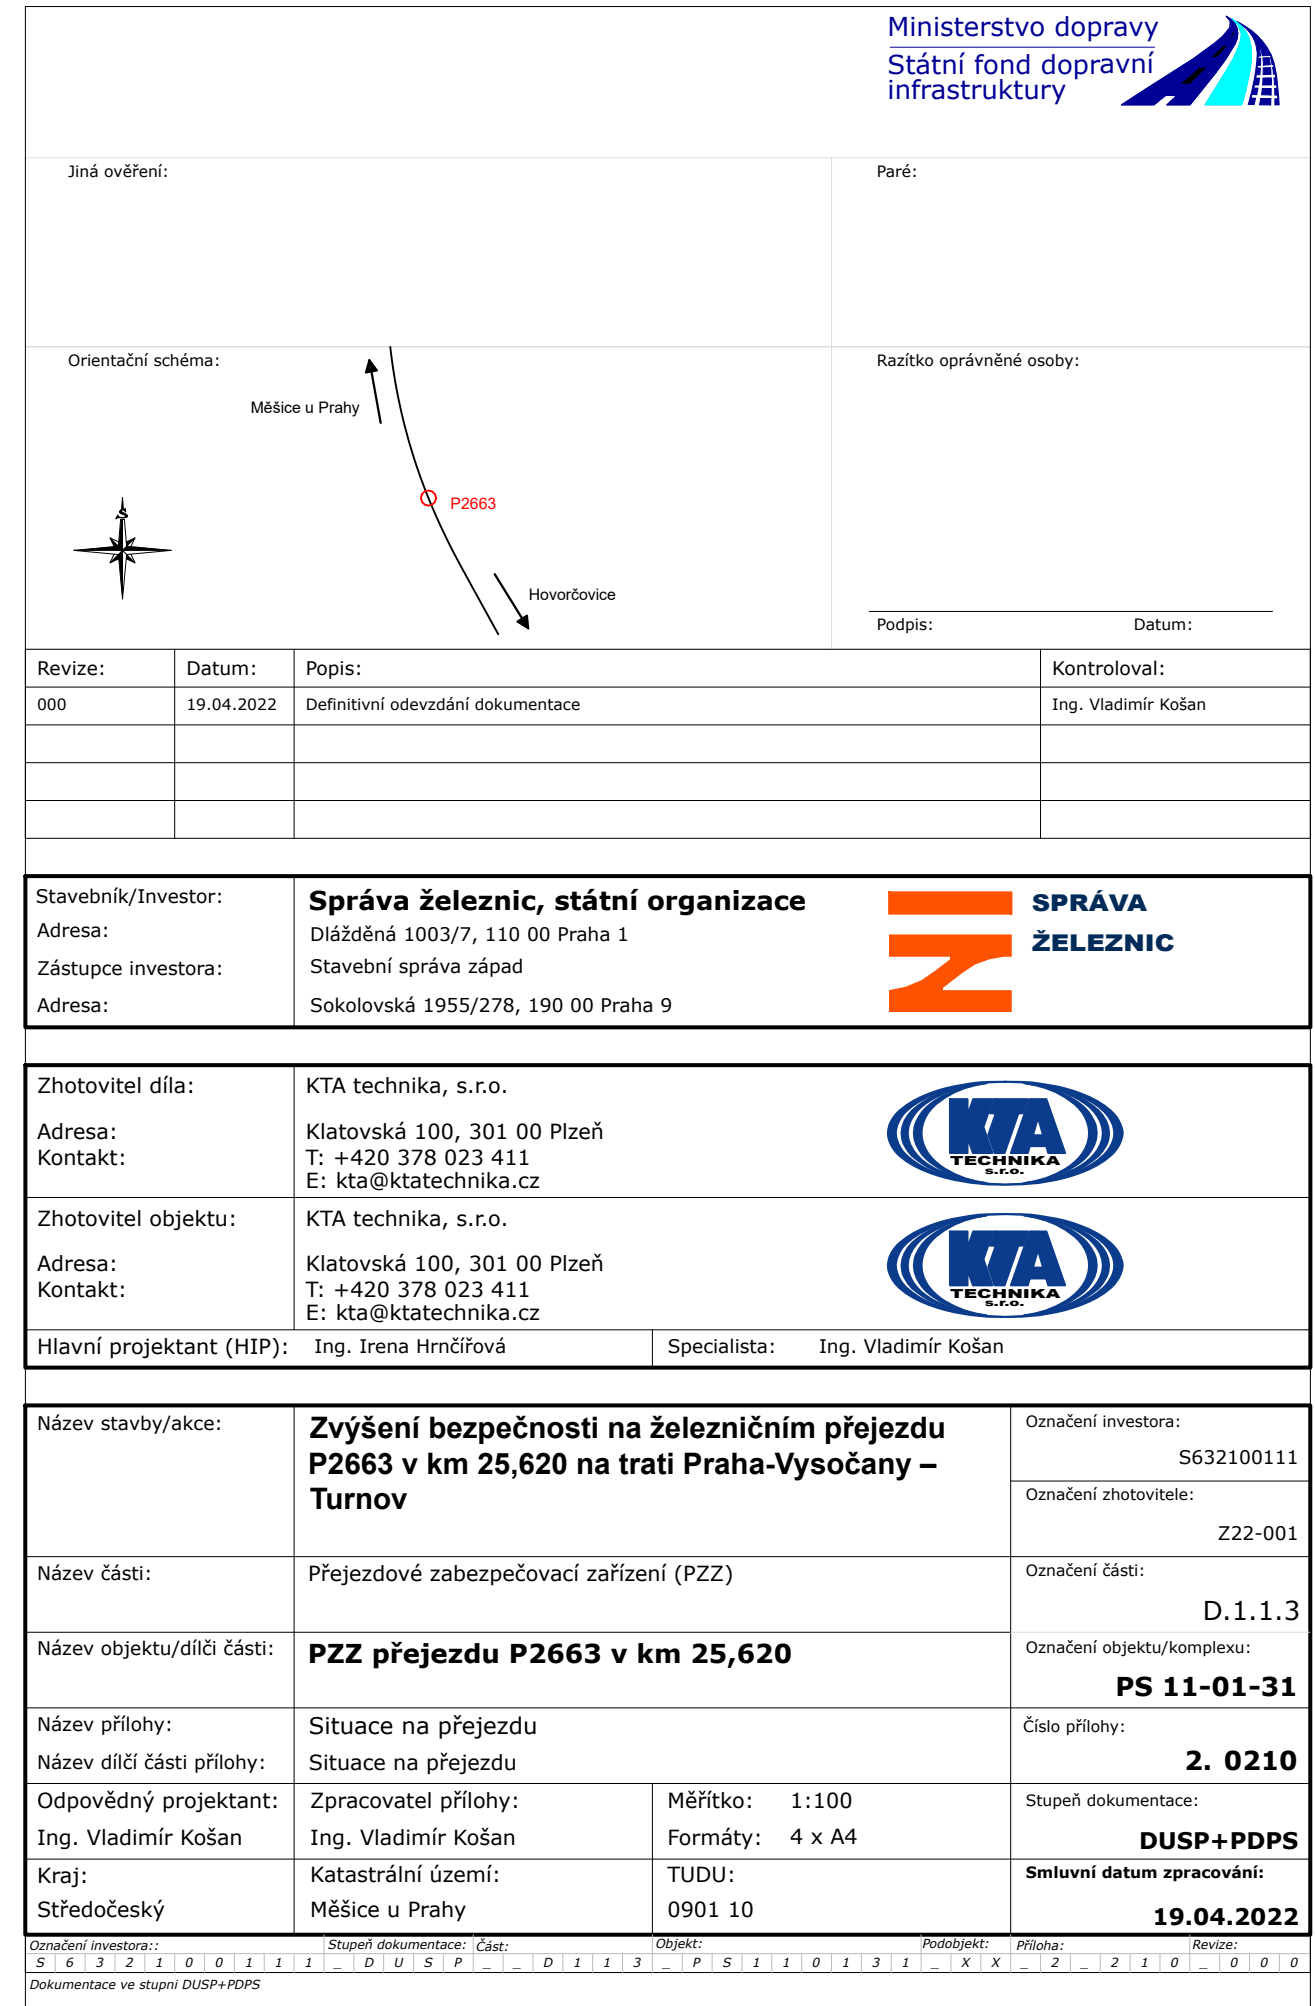 Ministerstvo dopravy
Státní fond dopravní
infrastruktury
Jiná ověření:
Paré:
Orientační schéma:
Razítko oprávněné osoby:
Měšice u Prahy
P2663
S
Hovorčovice
Podpis: Datum:
Revize: Datum: Popis: Kontroloval:
000 19.04.2022 Definitivní odevzdání dokumentace Ing. Vladimír Košan
Stavebník/Investor: Správa železnic, státní organizace
Adresa: Dlážděná 1003/7, 110 00 Praha 1
Zástupce investora: Stavební správa západ
Adresa: Sokolovská 1955/278, 190 00 Praha 9
SPRÁVA
ŽELEZNIC
Zhotovitel díla: KTA technika, s.r.o.
Adresa: Klatovská 100, 301 00 Plzeň
Kontakt: T: +420 378 023 411
E: kta@ktatechnika.cz
KTA
TECHNIKA
s.r.o.
Zhotovitel objektu: KTA technika, s.r.o.
Adresa: Klatovská 100, 301 00 Plzeň
Kontakt: T: +420 378 023 411
E: kta@ktatechnika.cz
KTA
TECHNIKA
s.r.o.
Hlavní projektant (HIP): Ing. Irena Hrnčířová Specialista: Ing. Vladimír Košan
Název stavby/akce: Zvýšení bezpečnosti na železničním přejezdu
P2663 v km 25,620 na trati Praha-Vysočany –
Turnov
Označení investora:
S632100111
Označení zhotovitele:
Z22-001
Název části: Přejezdové zabezpečovací zařízení (PZZ) Označení části:
D.1.1.3
Název objektu/dílči části: PZZ přejezdu P2663 v km 25,620 Označení objektu/komplexu:
PS 11-01-31
Název přílohy: Situace na přejezdu Číslo přílohy:
Název dílčí části přílohy: Situace na přejezdu 2. 0210
Odpovědný projektant: Zpracovatel přílohy: Měřítko: 1:100 Stupeň dokumentace:
Ing. Vladimír Košan Ing. Vladimír Košan Formáty: 4 x A4 DUSP+PDPS
Kraj: Katastrální území: TUDU: Smluvní datum zpracování:
Středočeský Měšice u Prahy 0901 10 19.04.2022
Označení investora:: Stupeň dokumentace: Část: Objekt: Podobjekt: Příloha: Revize:
S 6 3 2 1 0 0 1 1 1 _ D U S P _ _ D 1 1 3 _ P S 1 1 0 1 3 1 _ X X _ 2 _ 2 1 0 _ 0 0 0
Dokumentace ve stupni DUSP+PDPS